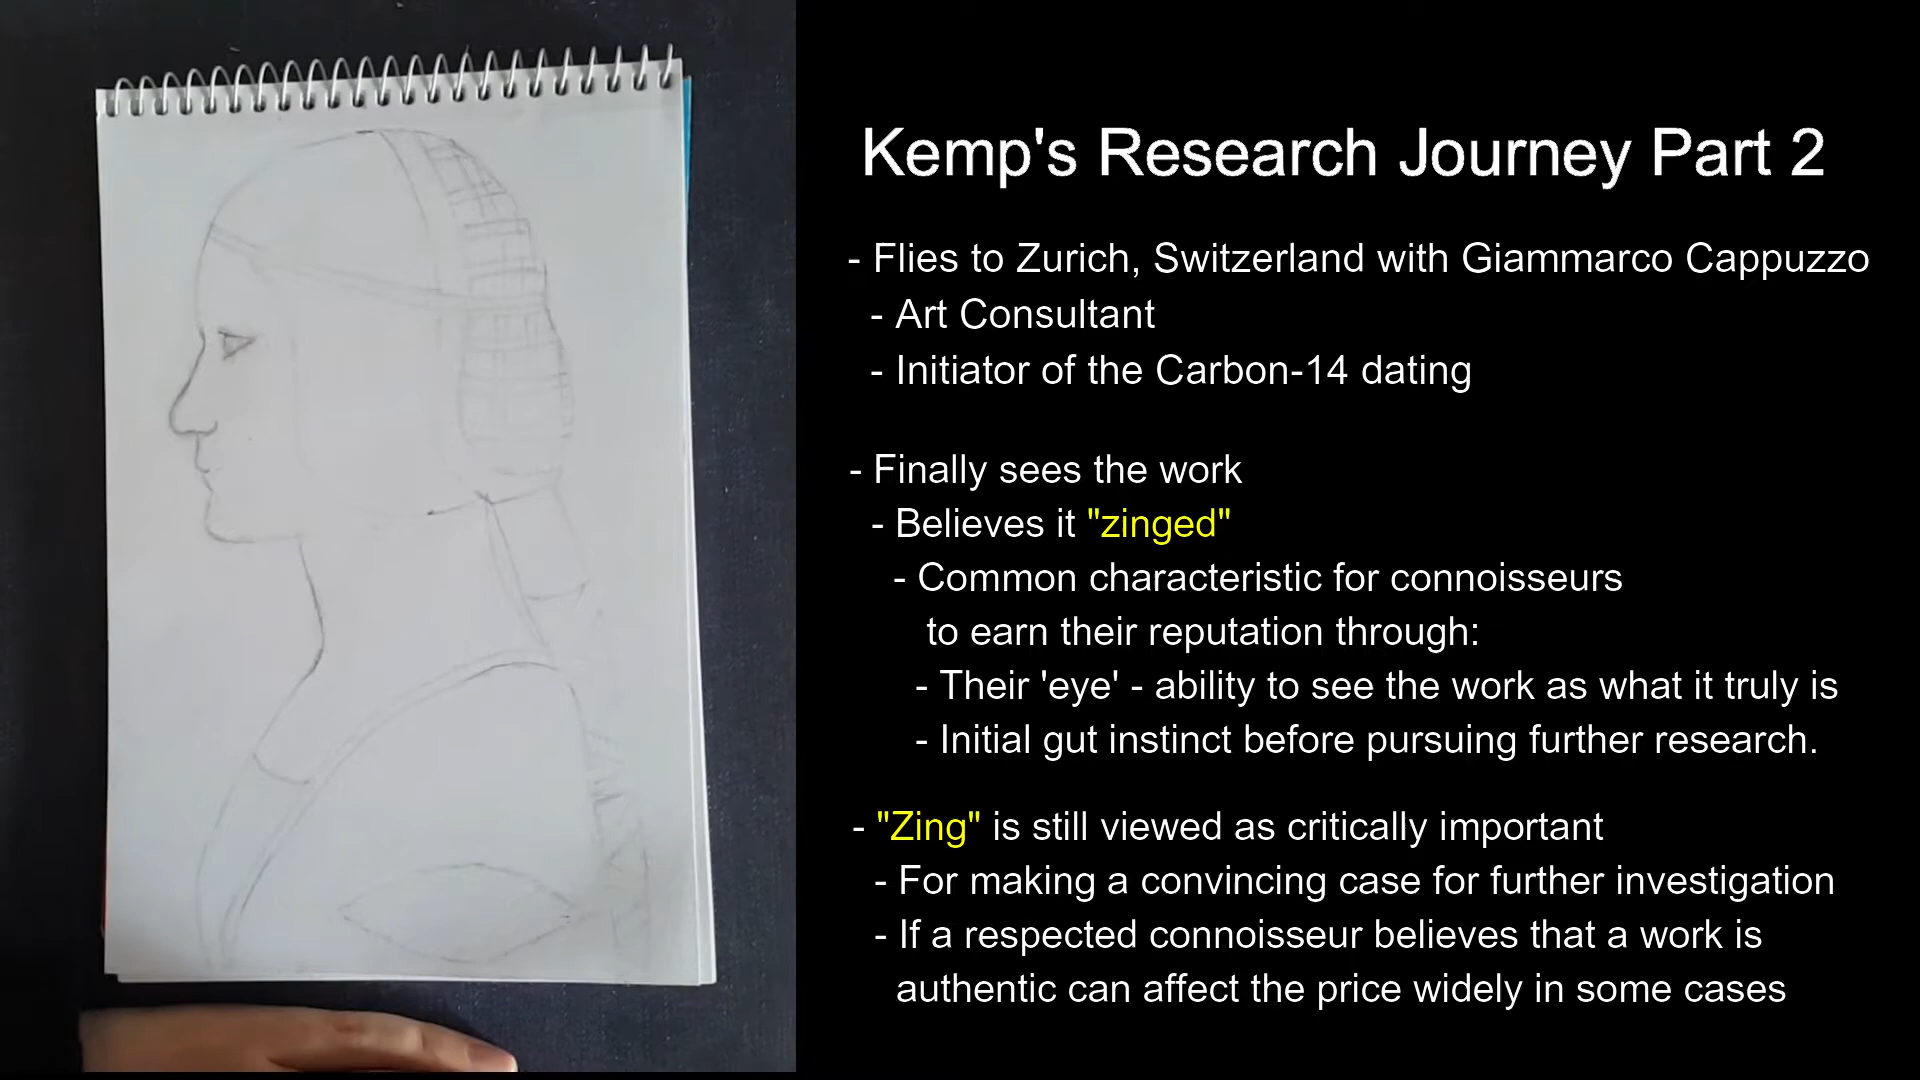 Kemp's Research Journey Part 2
- Flies to Zurich, Switzerland with Giammarco Cappuzzo
- Art Consultant
- Initiator of the Carbon-14 dating
- Finally sees the work
- Believes it "zinged"
- Common characteristic for connoisseurs
to earn their reputation through:
- Their 'eye' - ability to see the work as what it truly is
- Initial gut instinct before pursuing further research.
- "Zing" is still viewed as critically important
- For making a convincing case for further investigation
- If a respected connoisseur believes that a work is
authentic can affect the price widely in some cases